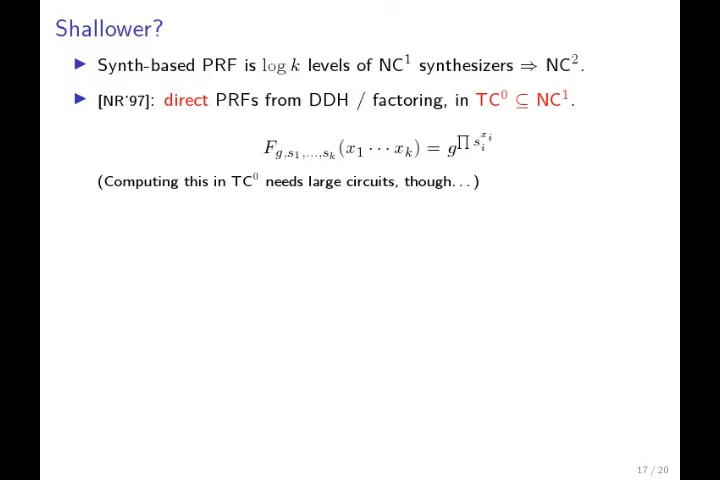 Shallower?
▶ Synth-based PRF is log k levels of NC¹ synthesizers ⇒ NC².
▶ [NR'97]: direct PRFs from DDH / factoring, in TC⁰ ⊆ NC¹.
F_{g,s_1,...,s_k}(x_1 ⋯ x_k) = g^{∏ s_i^{x_i}}
(Computing this in TC⁰ needs large circuits, though. . . )
17 / 20